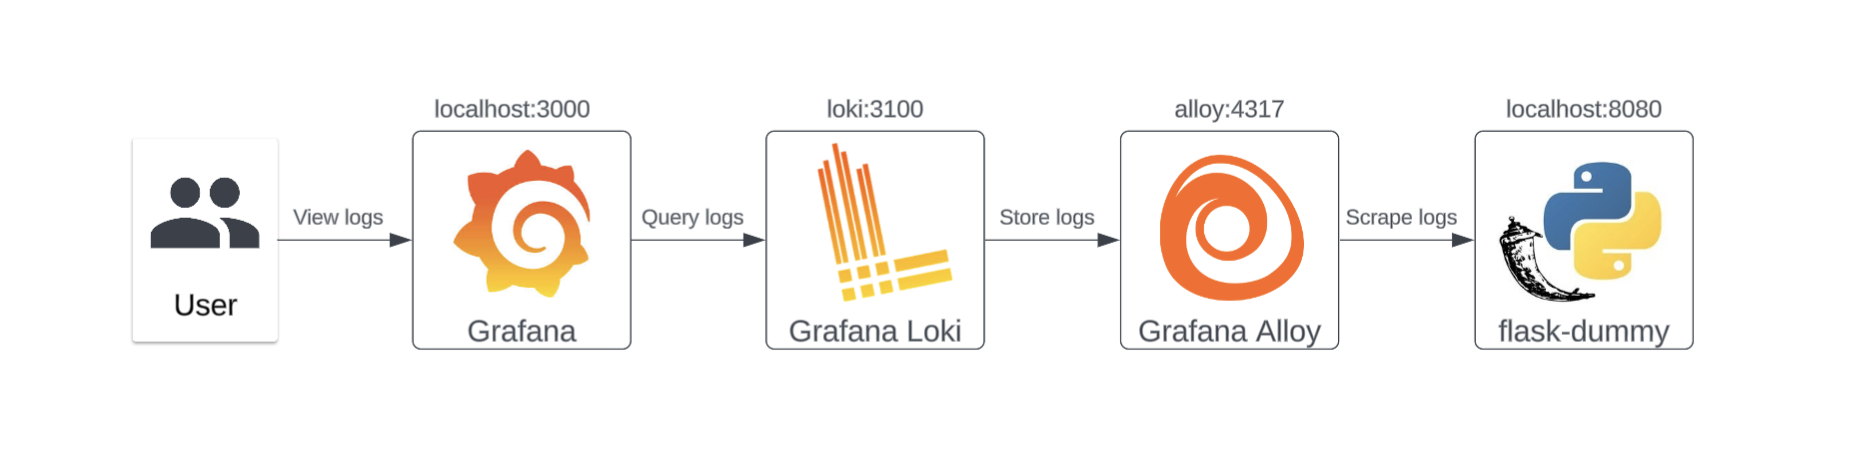 localhost:3000
loki:3100
alloy:4317
localhost:8080
View logs
Query logs
Store logs
Scrape logs
User
Grafana
Grafana Loki
Grafana Alloy
flask-dummy